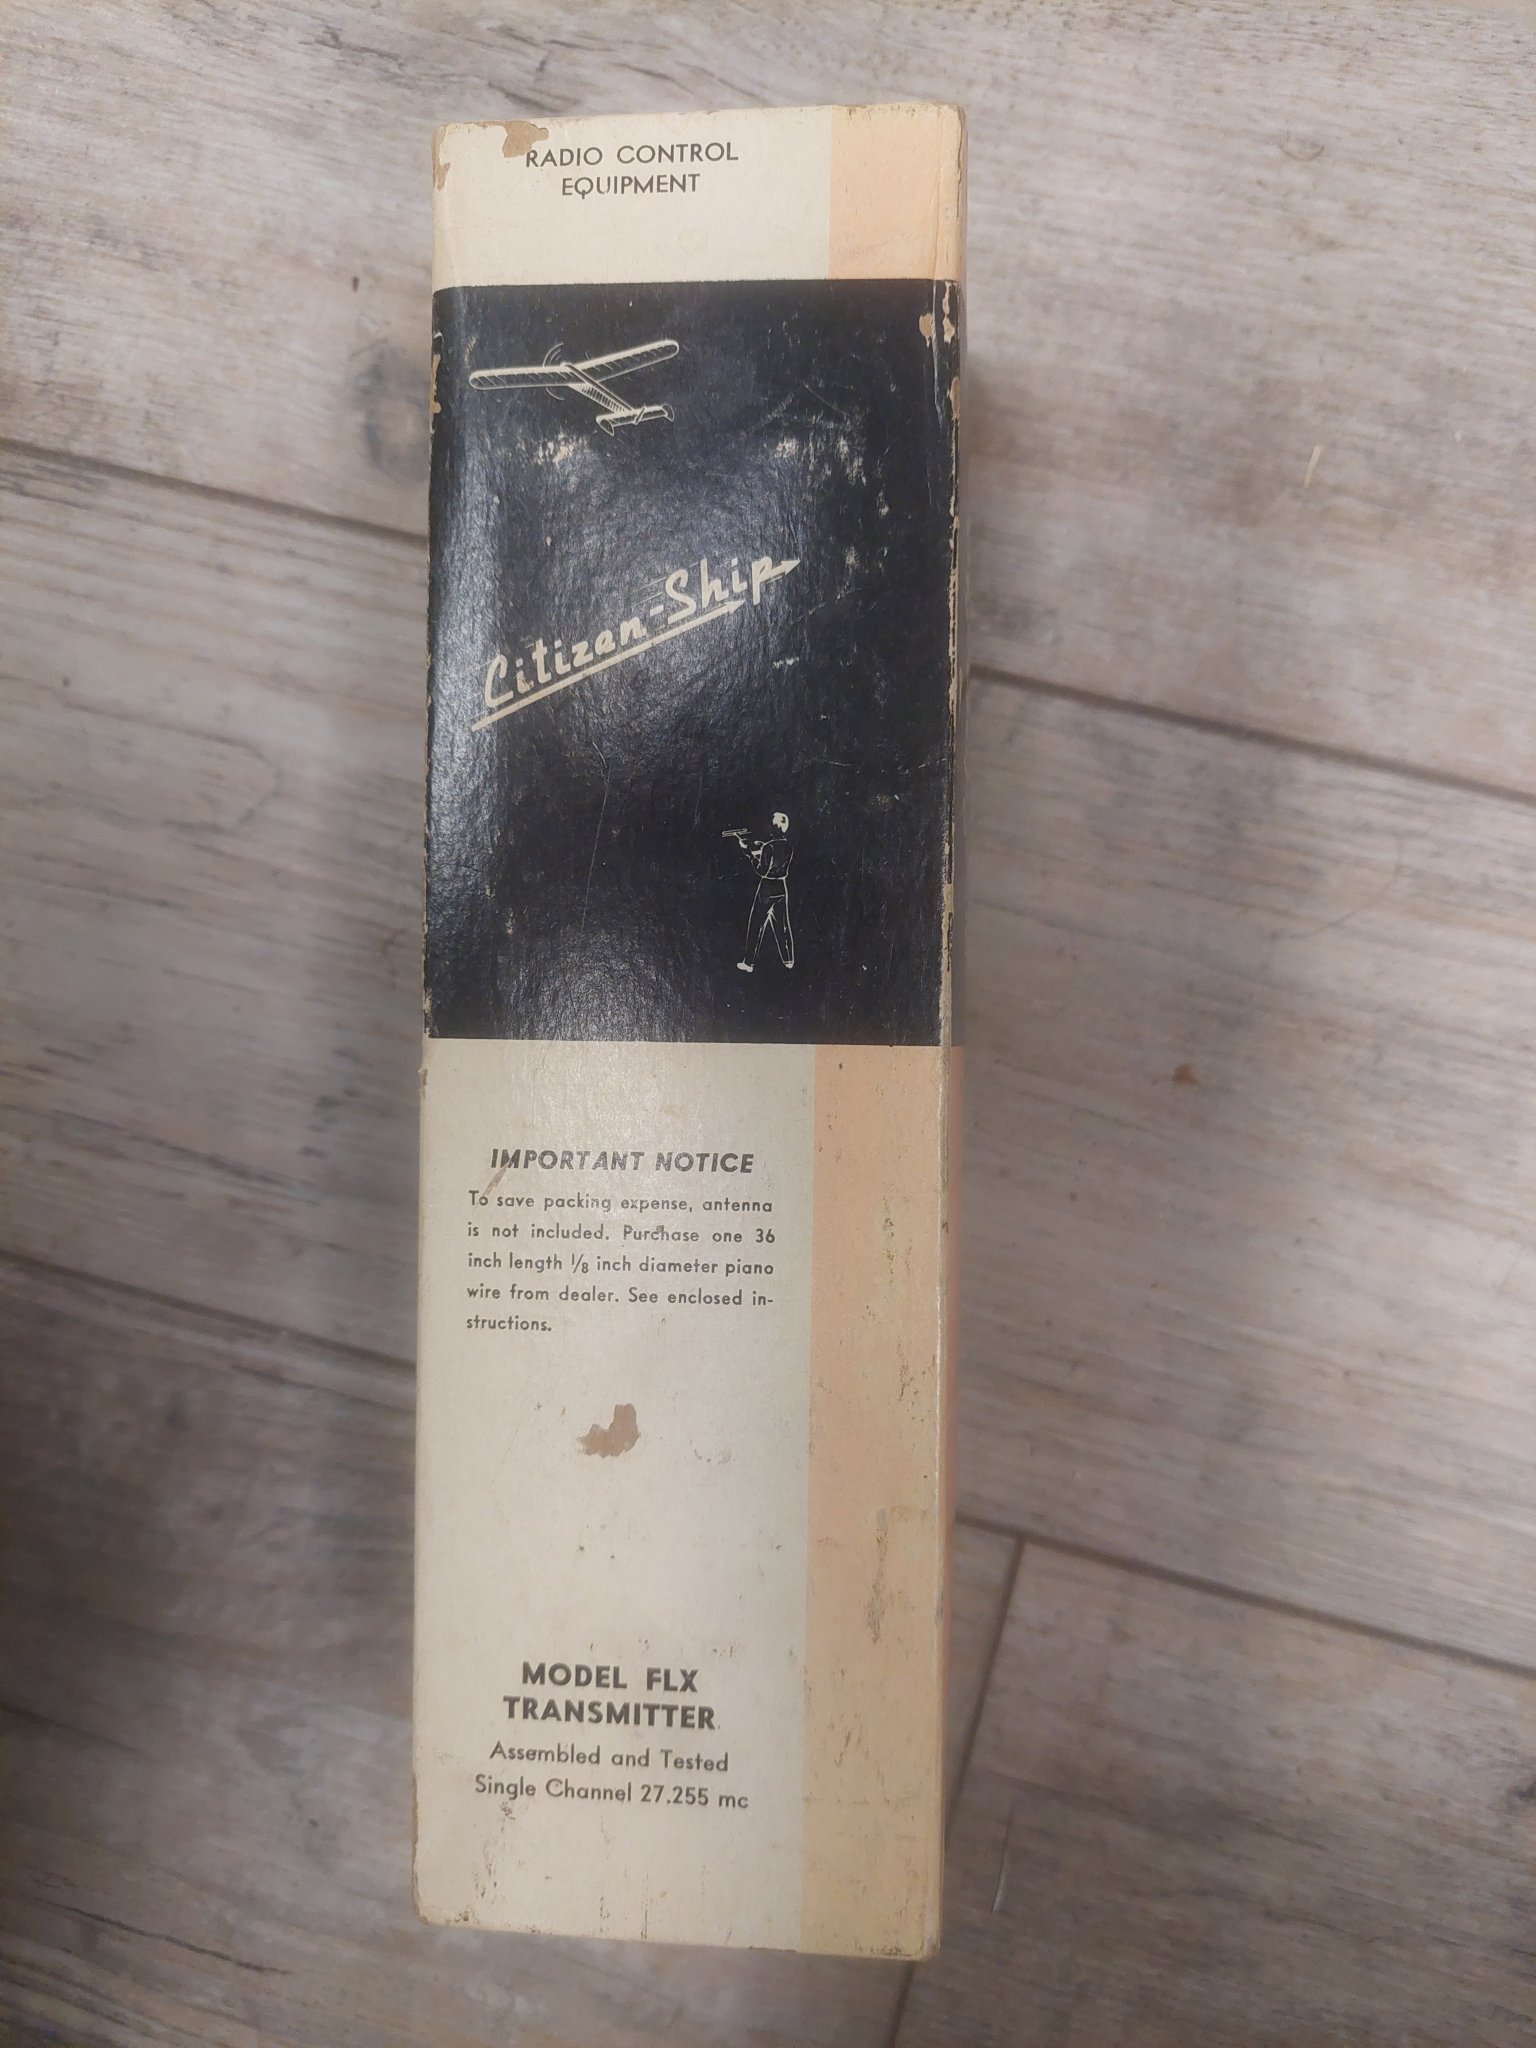 RADIO CONTROL
EQUIPMENT
Citizen-Ship
IMPORTANT NOTICE
To save packing expense, antenna
is not included. Purchase one 36
inch length 1/8 inch diameter piano
wire from dealer. See enclosed in-
structions.
MODEL FLX
TRANSMITTER
Assembled and Tested
Single Channel 27.255 mc